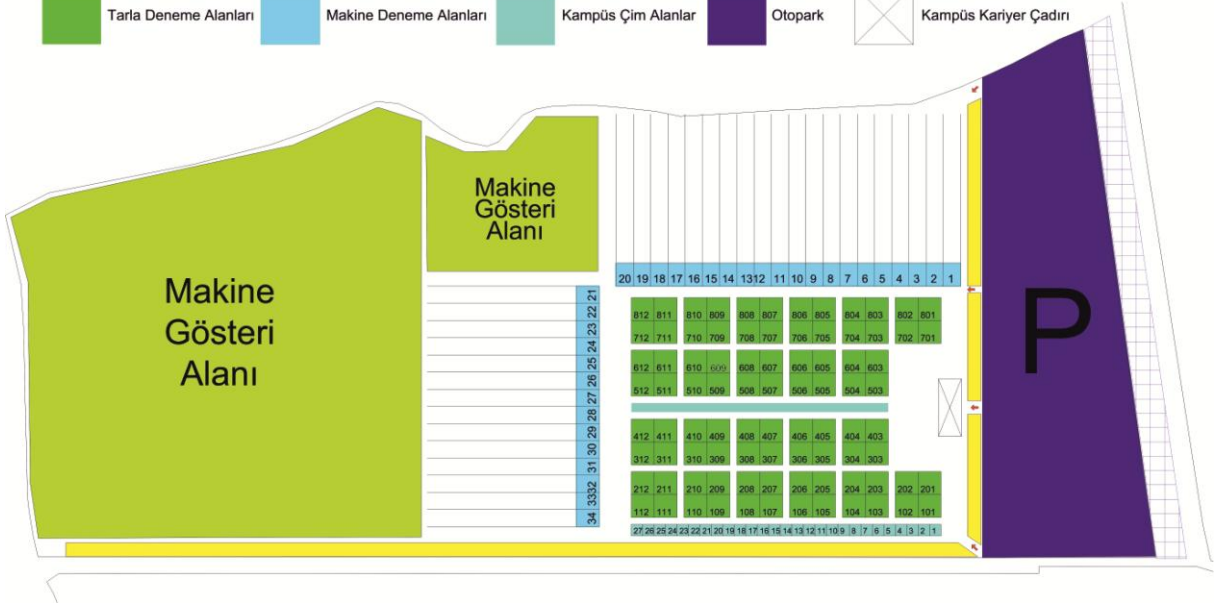 Tarla Deneme Alanları Makine Deneme Alanları Kampüs Çim Alanlar Otopark Kampüs Kariyer Çadırı
Makine
Gösteri
Alanı
Makine
Gösteri
Alanı
P
20 19 18 17 16 15 14 13 12 11 10 9 8 7 6 5 4 3 2 1
21
22
23
24
25
26
27
28
29
30
31
32
33
34
812 811 810 809 808 807 806 805 804 803 802 801
712 711 710 709 708 707 706 705 704 703 702 701
612 611 610 609 608 607 606 605 604 603
512 511 510 509 508 507 506 505 504 503
412 411 410 409 408 407 406 405 404 403
312 311 310 309 308 307 306 305 304 303
212 211 210 209 208 207 206 205 204 203 202 201
112 111 110 109 108 107 106 105 104 103 102 101
27 26 25 24 23 22 21 20 19 18 17 16 15 14 13 12 11 10 9 8 7 6 5 4 3 2 1